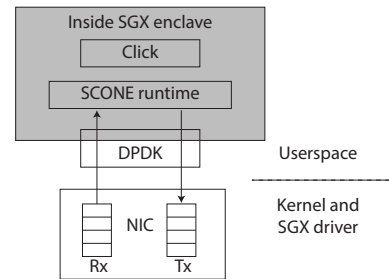 Inside SGX enclave
Click
SCONE runtime
DPDK
Userspace
Kernel and
SGX driver
NIC
Rx
Tx